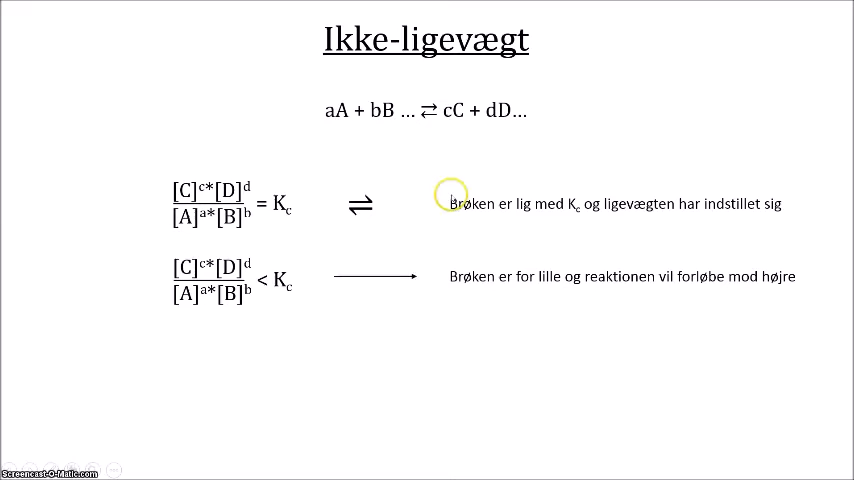 Ikke-ligevægt
aA + bB ... ⇄ cC + dD...
[C]ᶜ*[D]ᵈ
[A]ᵃ*[B]ᵇ = Kc
⇌
Brøken er lig med Kc og ligevægten har indstillet sig
[C]ᶜ*[D]ᵈ
[A]ᵃ*[B]ᵇ < Kc
Brøken er for lille og reaktionen vil forløbe mod højre
Screencast-O-Matic.com